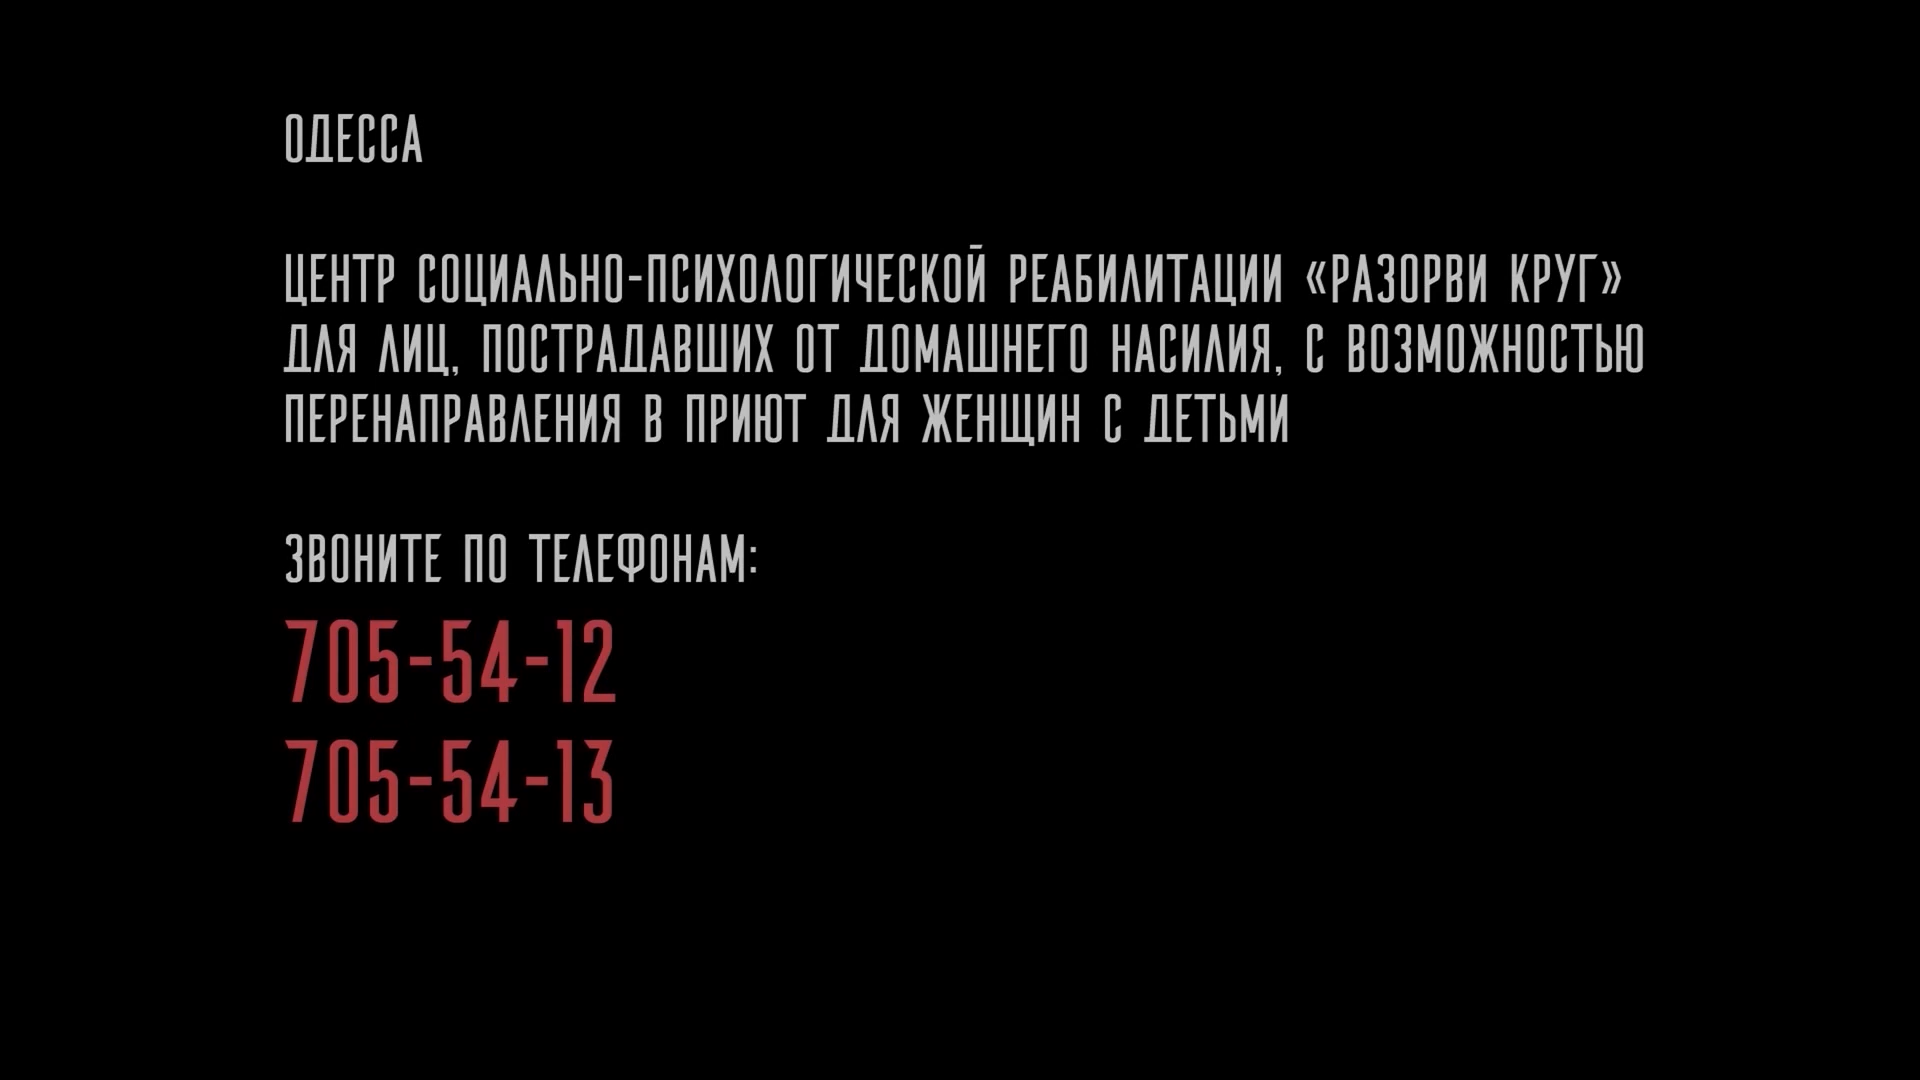 ОДЕССА
ЦЕНТР СОЦИАЛЬНО-ПСИХОЛОГИЧЕСКОЙ РЕАБИЛИТАЦИИ «РАЗОРВИ КРУГ»
ДЛЯ ЛИЦ, ПОСТРАДАВШИХ ОТ ДОМАШНЕГО НАСИЛИЯ, С ВОЗМОЖНОСТЬЮ
ПЕРЕНАПРАВЛЕНИЯ В ПРИЮТ ДЛЯ ЖЕНЩИН С ДЕТЬМИ
ЗВОНИТЕ ПО ТЕЛЕФОНАМ:
705-54-12
705-54-13